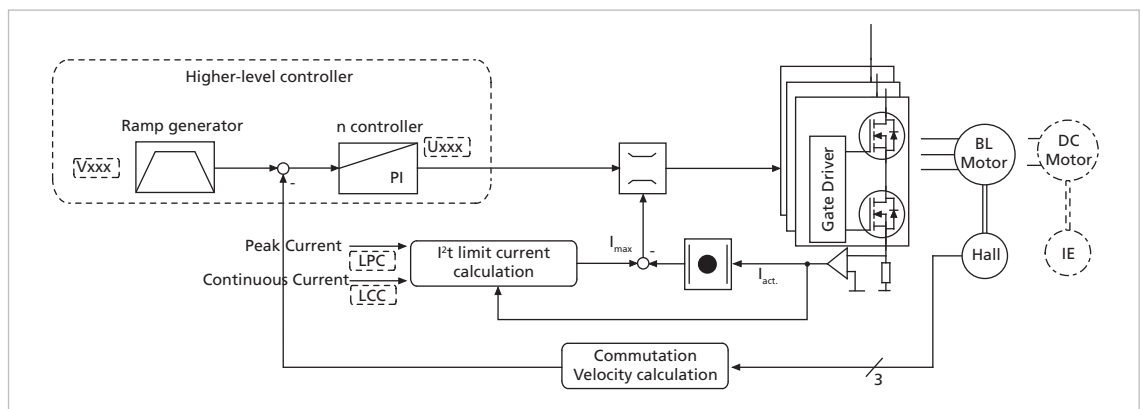 Higher-level controller
Ramp generator
n controller
Vxxx
Uxxx
PI
Gate Driver
BL
Motor
DC
Motor
Peak Current
LPC
Continuous Current
LCC
I²t limit current
calculation
Imax
-
-
Iact.
Hall
IE
Commutation
Velocity calculation
3